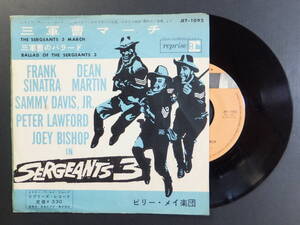 三軍曹マーチ
JET-1092
THE SERGEANTS 3 MARCH
三軍曹のバラード
BALLAD OF THE SERGEANTS 3
reprise
FRANK SINATRA
DEAN MARTIN
SAMMY DAVIS, JR.
PETER LAWFORD
JOEY BISHOP
IN
SERGEANTS 3
ビリー・メイ楽団